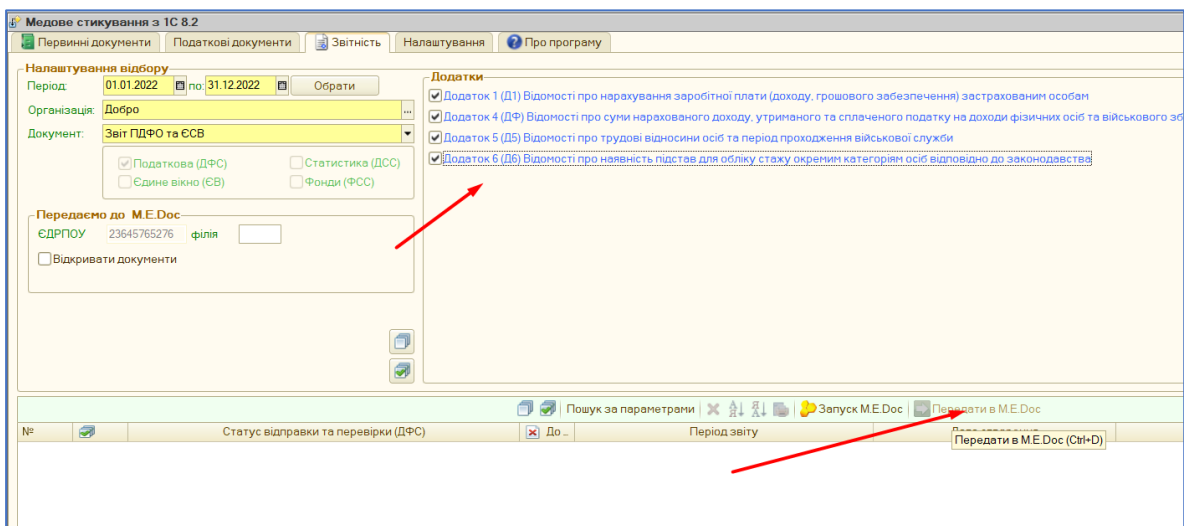 Медове стикування з 1С 8.2
Первинні документи Податкові документи Звітність Налаштування Про програму
Налаштування відбору
Період: 01.01.2022 по: 31.12.2022 Обрати
Організація: Добро ...
Документ: Звіт ПДФО та ЄСВ
Податкова (ДФС) Статистика (ДСС)
Єдине вікно (ЄВ) Фонди (ФСС)
Передаємо до M.E.Doc
ЄДРПОУ 23645765276 філія
Відкривати документи
Додатки
Додаток 1 (Д1) Відомості про нарахування заробітної плати (доходу, грошового забезпечення) застрахованим особам
Додаток 4 (ДФ) Відомості про суми нарахованого доходу, утриманого та сплаченого податку на доходи фізичних осіб та військового зб
Додаток 5 (Д5) Відомості про трудові відносини осіб та період проходження військової служби
Додаток 6 (Д6) Відомості про наявність підстав для обліку стажу окремим категоріям осіб відповідно до законодавства
Пошук за параметрами Запуск M.E.Doc Передати в M.E.Doc
№ Статус відправки та перевірки (ДФС) До... Період звіту
Передати в M.E.Doc (Ctrl+D)